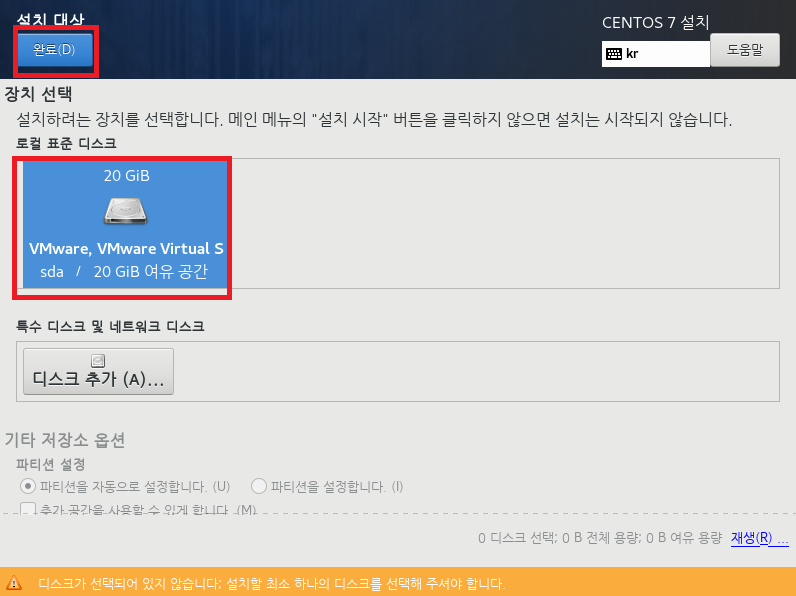 설치 대상
CENTOS 7 설치
완료(D)
kr
도움말
장치 선택
설치하려는 장치를 선택합니다. 메인 메뉴의 "설치 시작" 버튼을 클릭하지 않으면 설치는 시작되지 않습니다.
로컬 표준 디스크
20 GiB
VMware, VMware Virtual S
sda / 20 GiB 여유 공간
특수 디스크 및 네트워크 디스크
디스크 추가 (A)...
기타 저장소 옵션
파티션 설정
파티션을 자동으로 설정합니다. (U) 파티션을 설정합니다. (I)
추가 공간을 사용할 수 있게 합니다. (M)
0 디스크 선택; 0 B 전체 용량; 0 B 여유 용량 재생(R) ...
디스크가 선택되어 있지 않습니다; 설치할 최소 하나의 디스크를 선택해 주셔야 합니다.